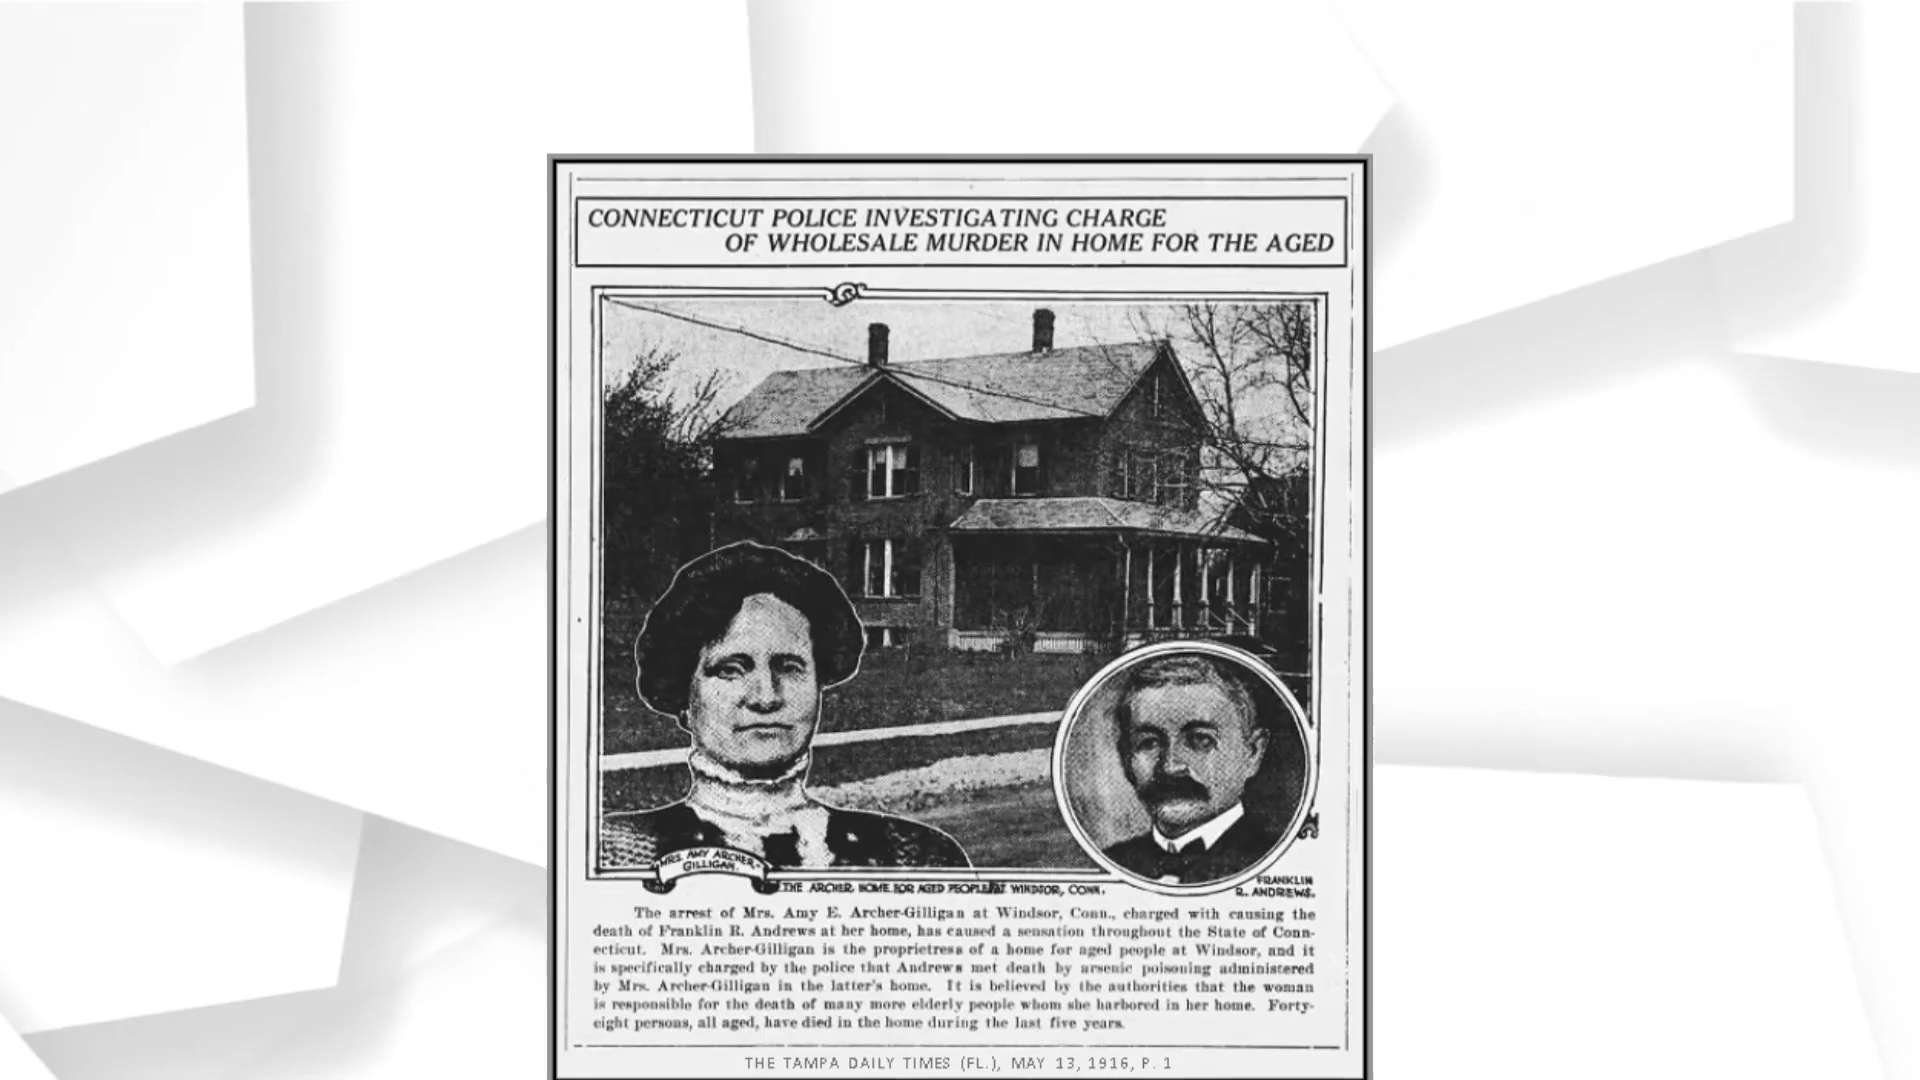 CONNECTICUT POLICE INVESTIGATING CHARGE
OF WHOLESALE MURDER IN HOME FOR THE AGED
MRS. AMY ARCHER-
GILLIGAN.
THE ARCHER HOME FOR AGED PEOPLE AT WINDSOR, CONN.
FRANKLIN
R. ANDREWS.
The arrest of Mrs. Amy E. Archer-Gilligan at Windsor, Conn., charged with causing the
death of Franklin R. Andrews at her home, has caused a sensation throughout the State of Conn-
ecticut. Mrs. Archer-Gilligan is the proprietress of a home for aged people at Windsor, and it
is specifically charged by the police that Andrews met death by arsenic poisoning administered
by Mrs. Archer-Gilligan in the latter's home. It is believed by the authorities that the woman
is responsible for the death of many more elderly people whom she harbored in her home. Forty-
eight persons, all aged, have died in the home during the last five years.
THE TAMPA DAILY TIMES (FL.), MAY 13, 1916, P. 1